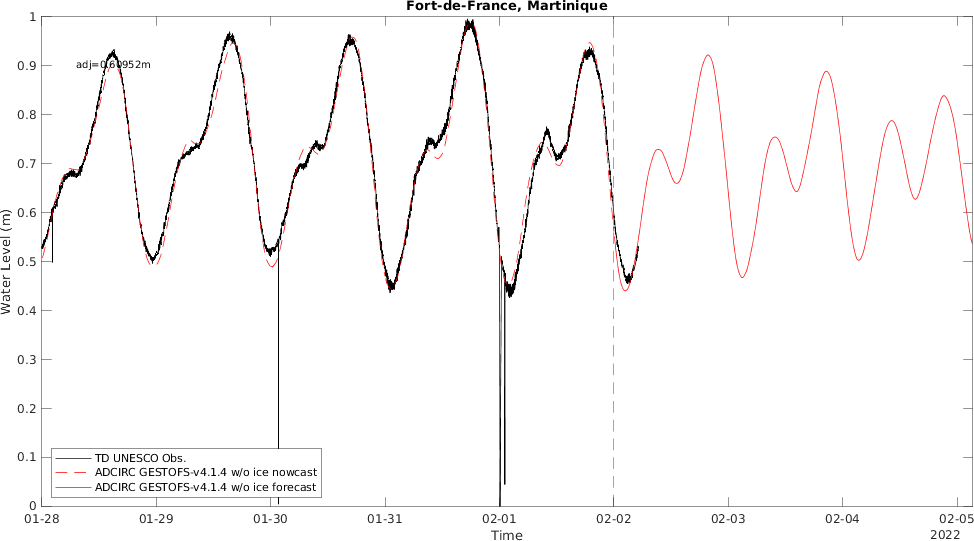 Fort-de-France, Martinique
1
0.9
adj=0.60952m
0.8
0.7
0.6
0.5
0.4
0.3
0.2
0.1
0
Water Level (m)
TD UNESCO Obs.
ADCIRC GESTOFS-v4.1.4 w/o ice nowcast
ADCIRC GESTOFS-v4.1.4 w/o ice forecast
01-28 01-29 01-30 01-31 02-01 02-02 02-03 02-04 02-05
Time
2022